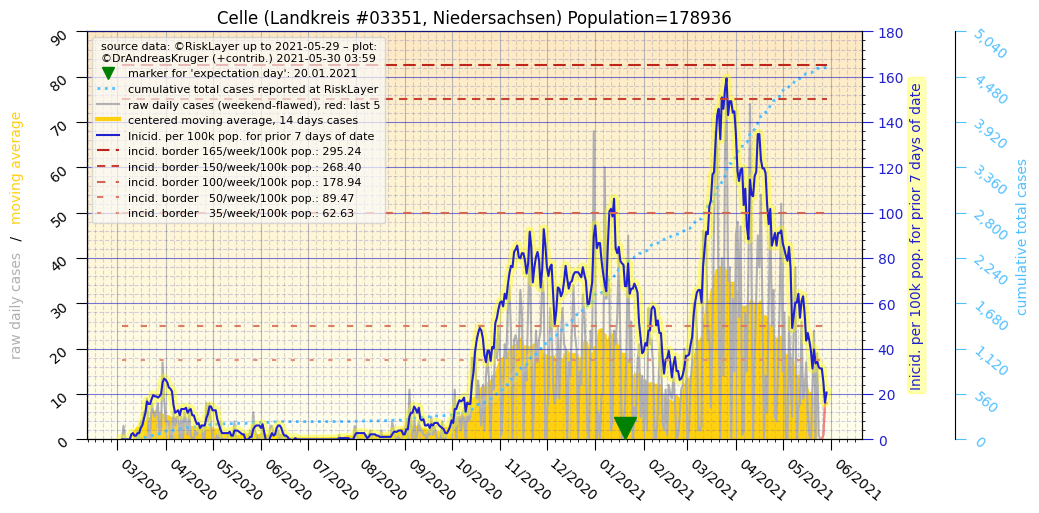 Celle (Landkreis #03351, Niedersachsen) Population=178936
source data: ©RiskLayer up to 2021-05-29 – plot:
©DrAndreasKruger (+contrib.) 2021-05-30 03:59
marker for 'expectation day': 20.01.2021
cumulative total cases reported at RiskLayer
raw daily cases (weekend-flawed), red: last 5
centered moving average, 14 days cases
Inicid. per 100k pop. for prior 7 days of date
incid. border 165/week/100k pop.: 295.24
incid. border 150/week/100k pop.: 268.40
incid. border 100/week/100k pop.: 178.94
incid. border   50/week/100k pop.: 89.47
incid. border   35/week/100k pop.: 62.63
raw daily cases  /  moving average
90
80
70
60
50
40
30
20
10
0
03/2020
04/2020
05/2020
06/2020
07/2020
08/2020
09/2020
10/2020
11/2020
12/2020
01/2021
02/2021
03/2021
04/2021
05/2021
06/2021
180
160
140
120
100
80
60
40
20
0
Inicid. per 100k pop. for prior 7 days of date
5,040
4,480
3,920
3,360
2,800
2,240
1,680
1,120
560
0
cumulative total cases